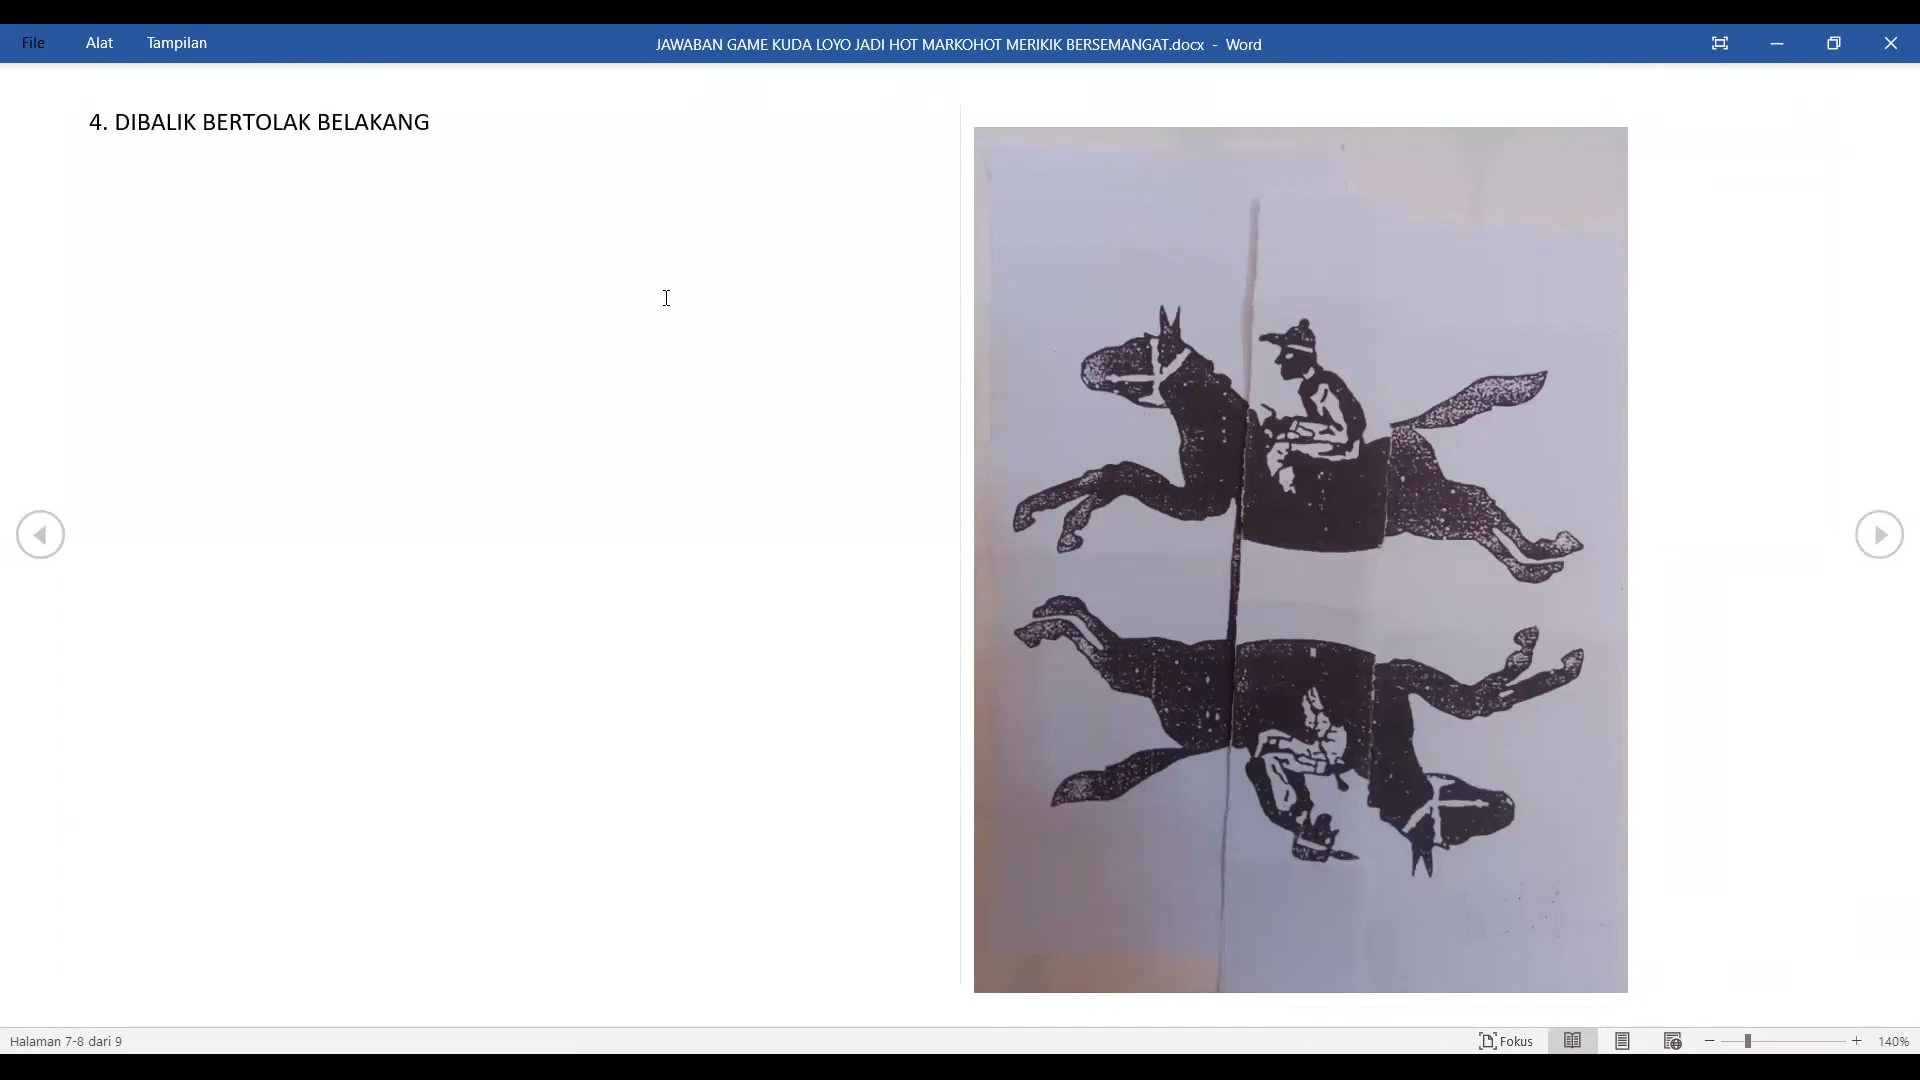 File Alat Tampilan JAWABAN GAME KUDA LOYO JADI HOT MARKOHOT MERIKIK BERSEMANGAT.docx - Word
4. DIBALIK BERTOLAK BELAKANG
Halaman 7-8 dari 9 Fokus 140%